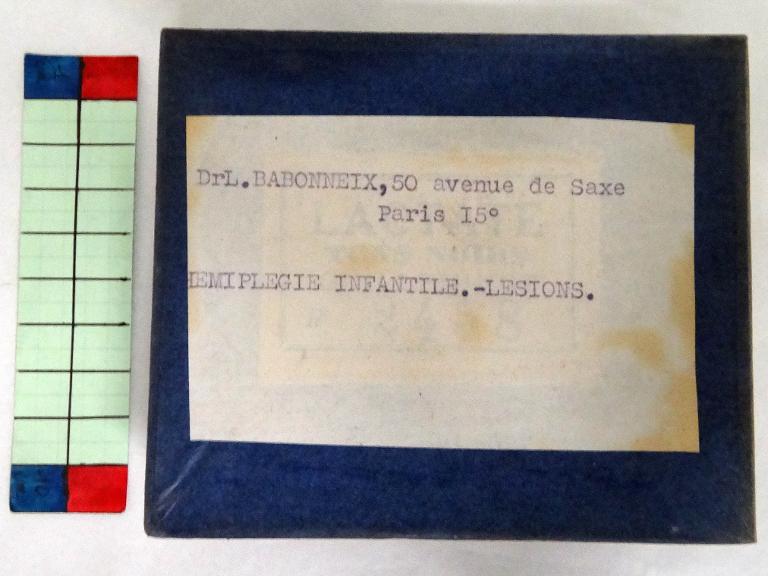 DrL.BABONNEIX,50 avenue de Saxe
Paris I5°
HEMIPLEGIE INFANTILE.-LESIONS.